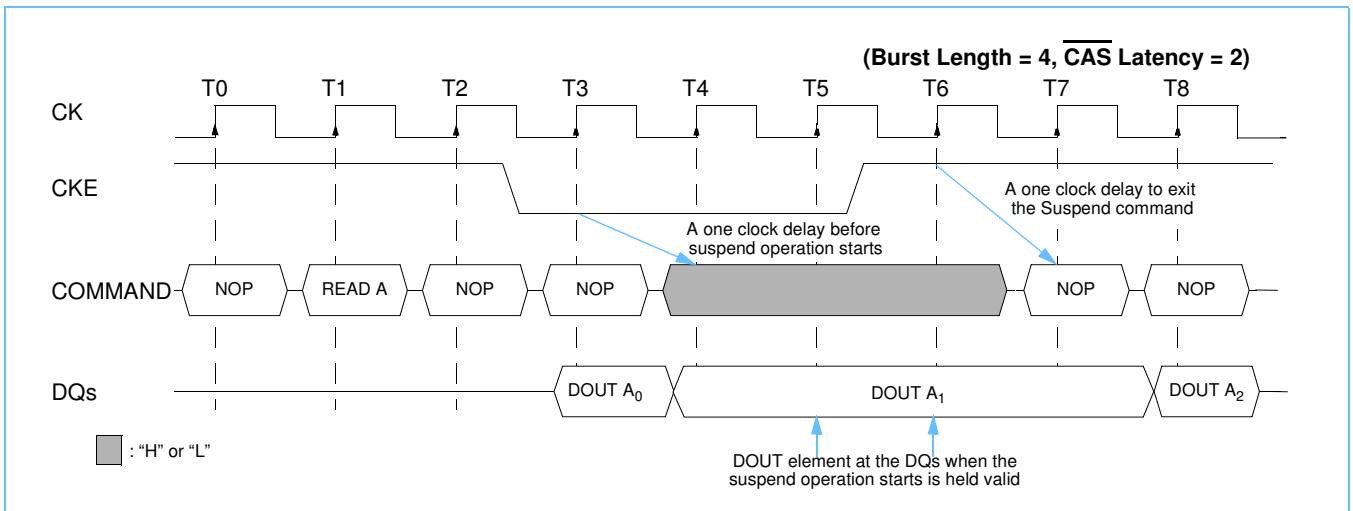 (Burst Length = 4, CAS Latency = 2)
T0 T1 T2 T3 T4 T5 T6 T7 T8
CK
CKE
A one clock delay to exit
the Suspend command
A one clock delay before
suspend operation starts
COMMAND NOP READ A NOP NOP NOP NOP
DQs DOUT A0 DOUT A1 DOUT A2
: “H” or “L”
DOUT element at the DQs when the
suspend operation starts is held valid